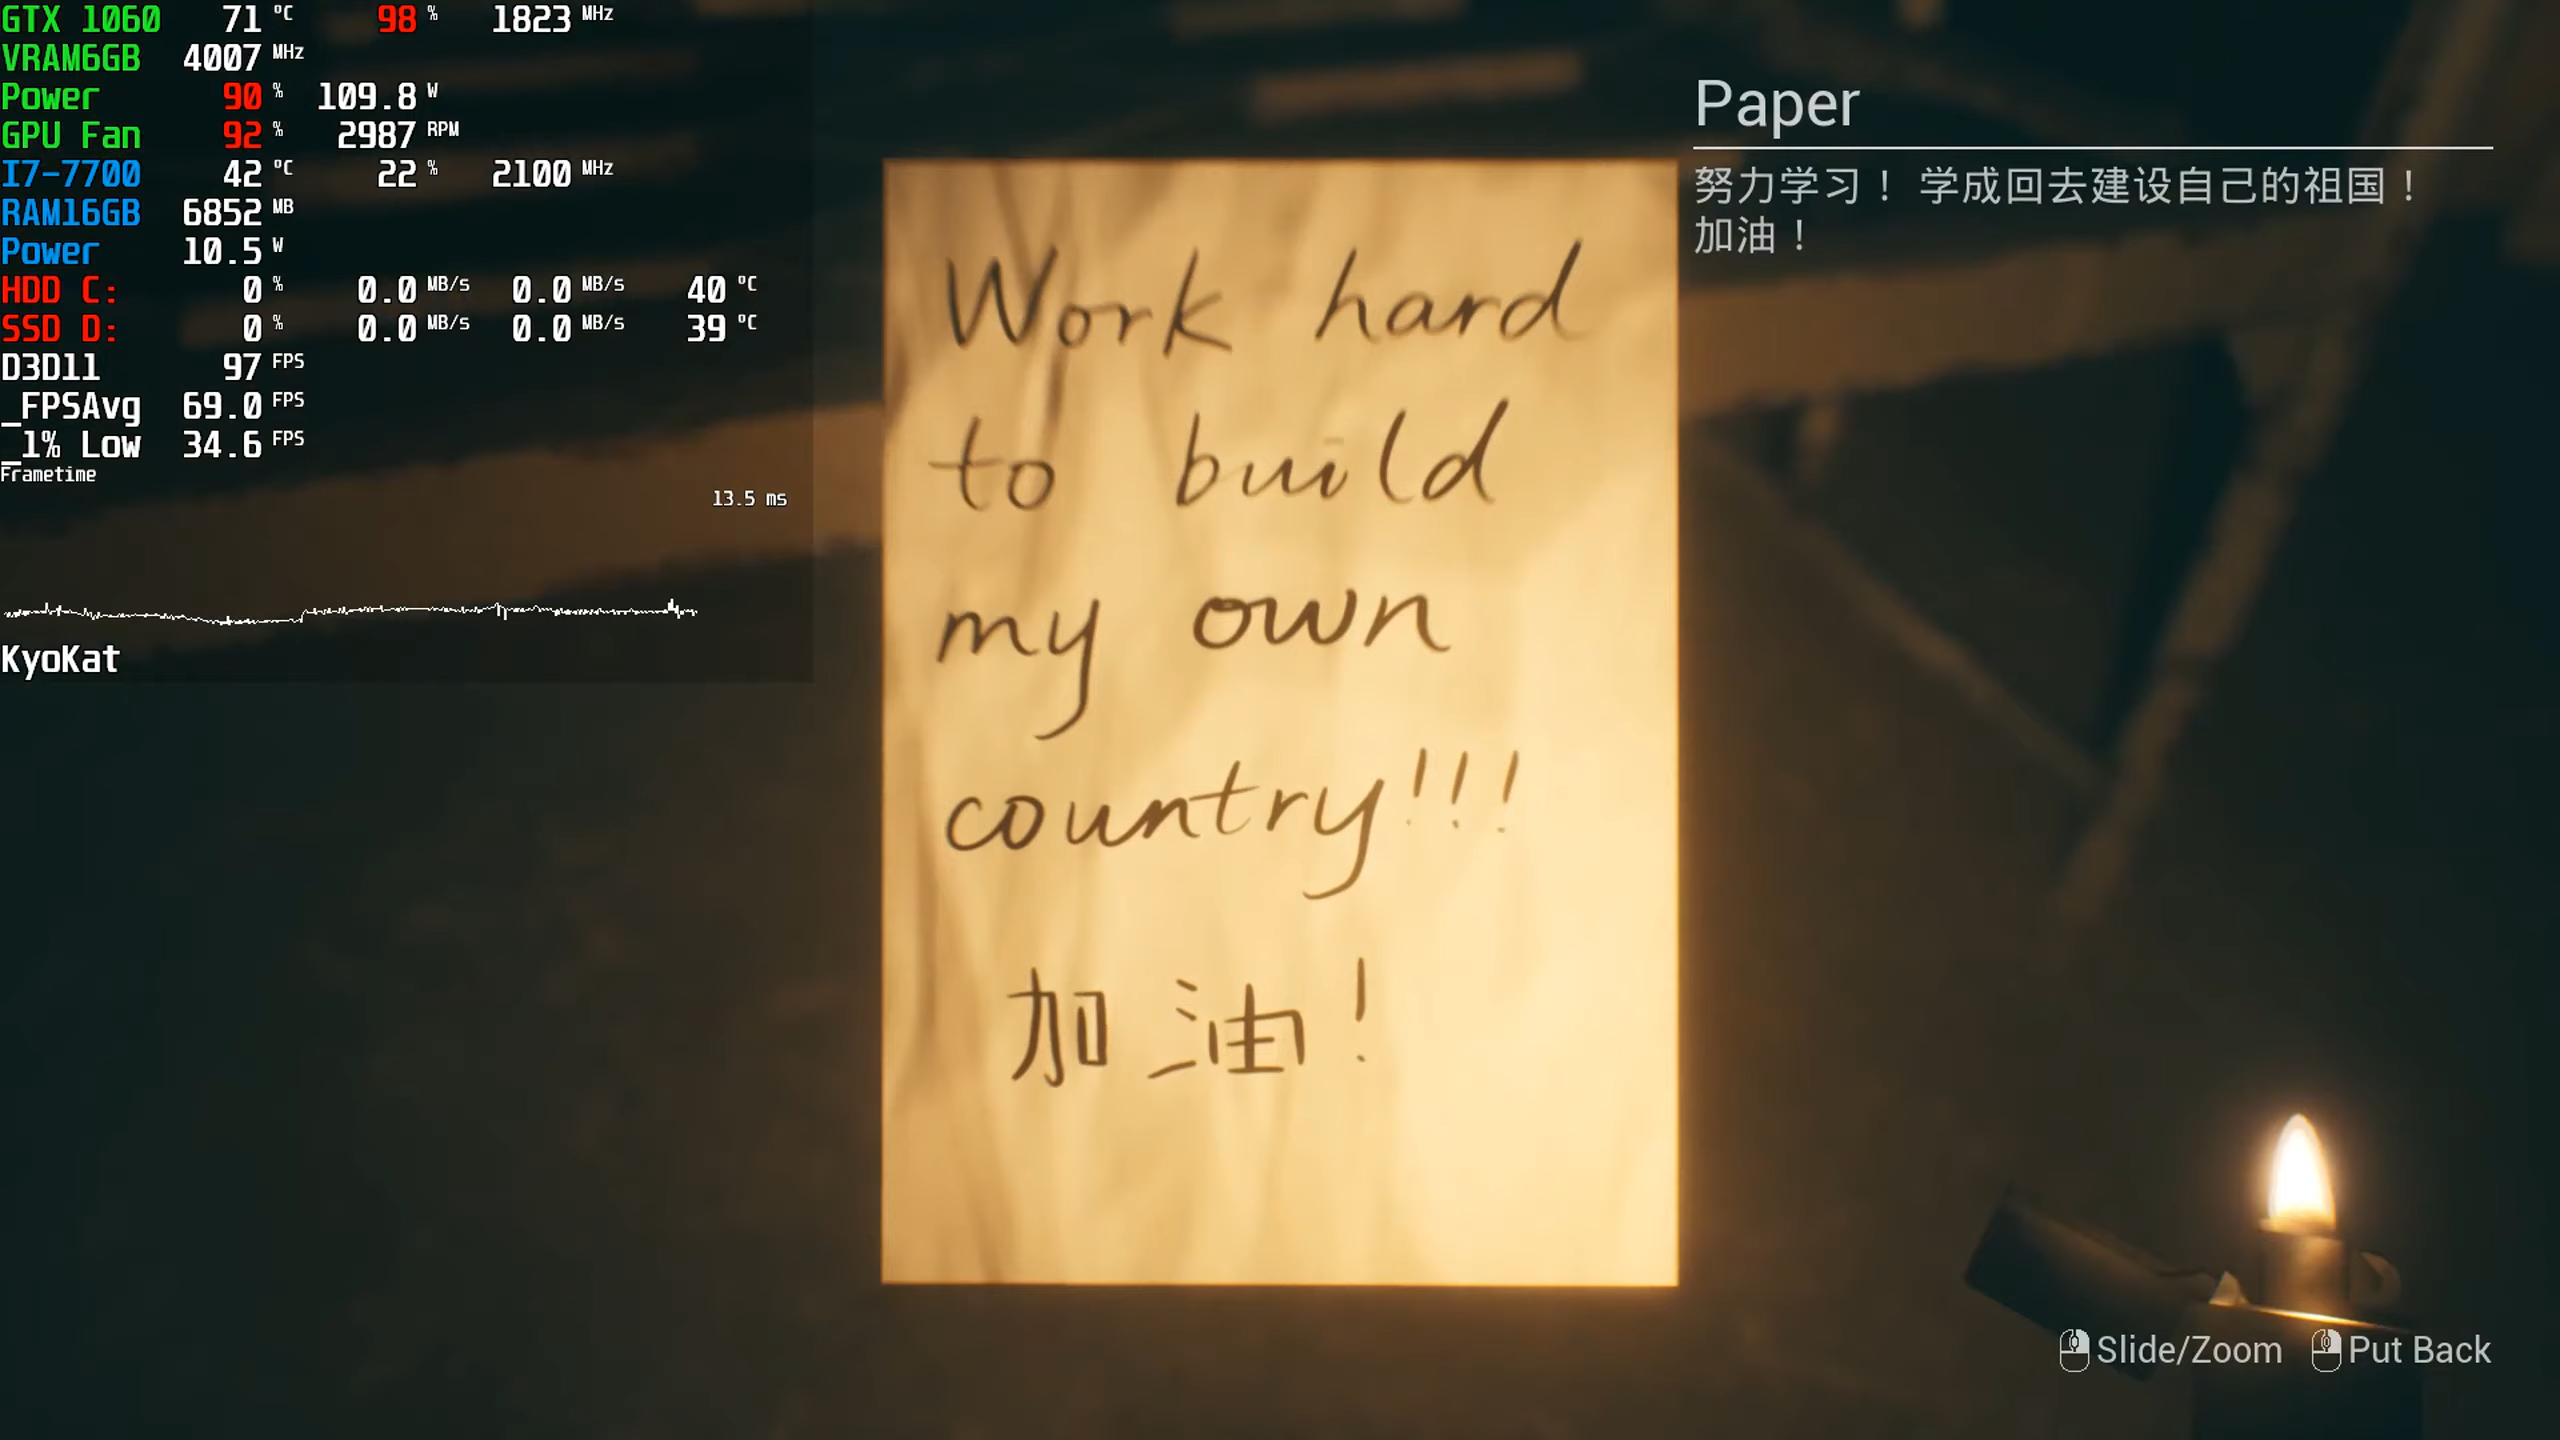 GTX 1060 71 °C 98 % 1823 MHz
VRAM6GB 4007 MHz
Power 90 % 109.8 W
GPU Fan 92 % 2987 RPM
I7-7700 42 °C 22 % 2100 MHz
RAM16GB 6852 MB
Power 10.5 W
HDD C: 0 % 0.0 MB/s 0.0 MB/s 40 °C
SSD D: 0 % 0.0 MB/s 0.0 MB/s 39 °C
D3D11 97 FPS
_FPSAvg 69.0 FPS
_1% Low 34.6 FPS
Frametime
13.5 ms
KyoKat
Work hard
to build
my own
country!!!
加油!
Paper
努力学习！学成回去建设自己的祖国！
加油！
Slide/Zoom Put Back